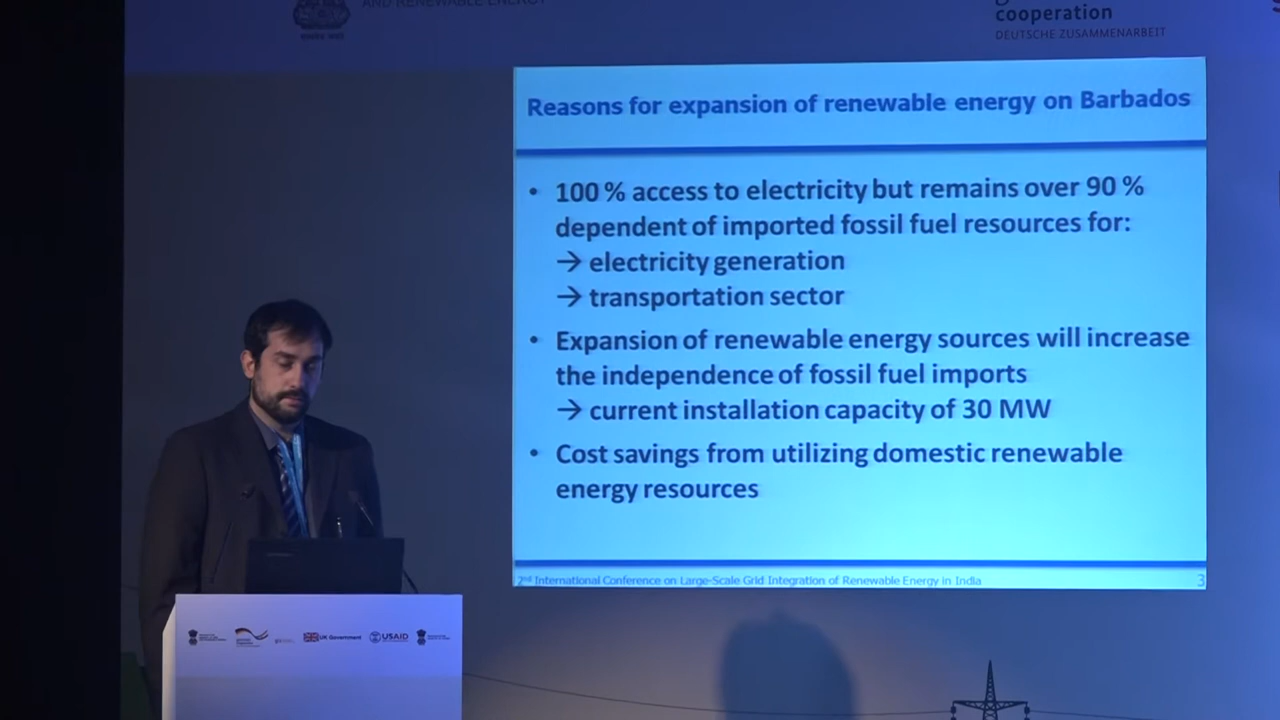 AND RENEWABLE ENERGY
cooperation
DEUTSCHE ZUSAMMENARBEIT
Reasons for expansion of renewable energy on Barbados
• 100 % access to electricity but remains over 90 %
dependent of imported fossil fuel resources for:
→ electricity generation
→ transportation sector
• Expansion of renewable energy sources will increase
the independence of fossil fuel imports
→ current installation capacity of 30 MW
• Cost savings from utilizing domestic renewable
energy resources
2nd International Conference on Large-Scale Grid Integration of Renewable Energy in India
3
UK Government
USAID